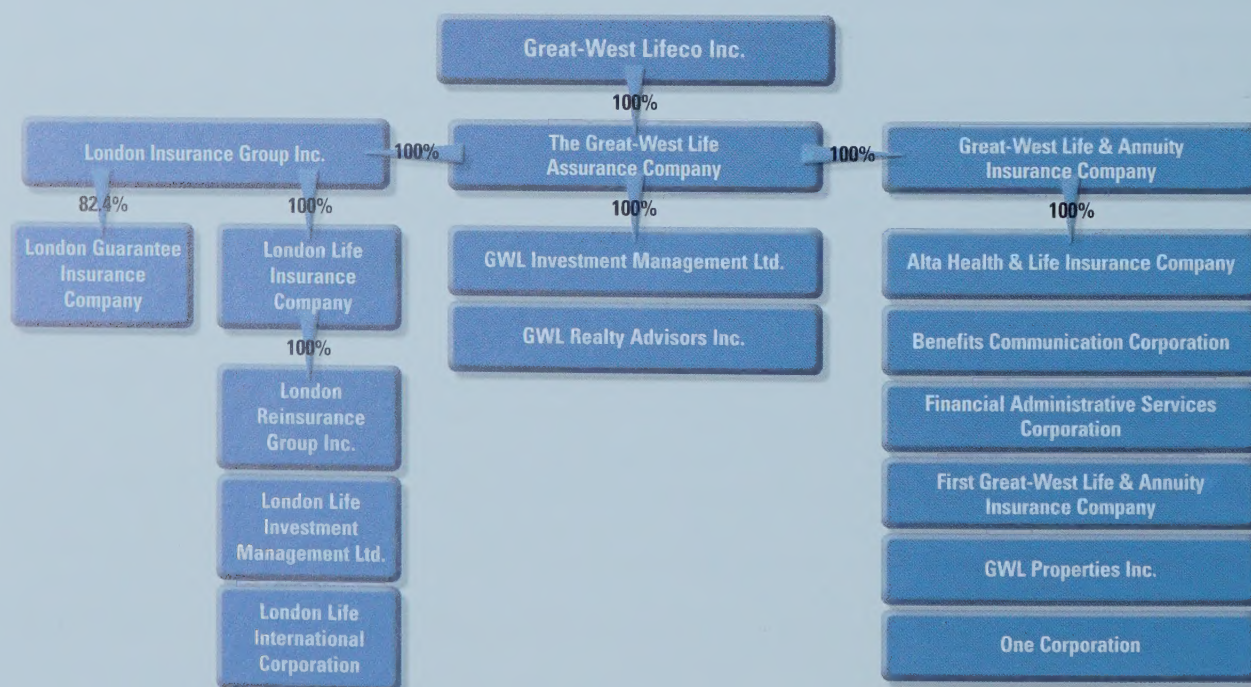 Great-West Lifeco Inc.
100%
London Insurance Group Inc.
100%
The Great-West Life
Assurance Company
100%
Great-West Life & Annuity
Insurance Company
82.4%
100%
100%
100%
London Guarantee
Insurance
Company
London Life
Insurance
Company
GWL Investment Management Ltd.
Alta Health & Life Insurance Company
GWL Realty Advisors Inc.
Benefits Communication Corporation
100%
London
Reinsurance
Group Inc.
Financial Administrative Services
Corporation
London Life
Investment
Management Ltd.
First Great-West Life & Annuity
Insurance Company
GWL Properties Inc.
London Life
International
Corporation
One Corporation